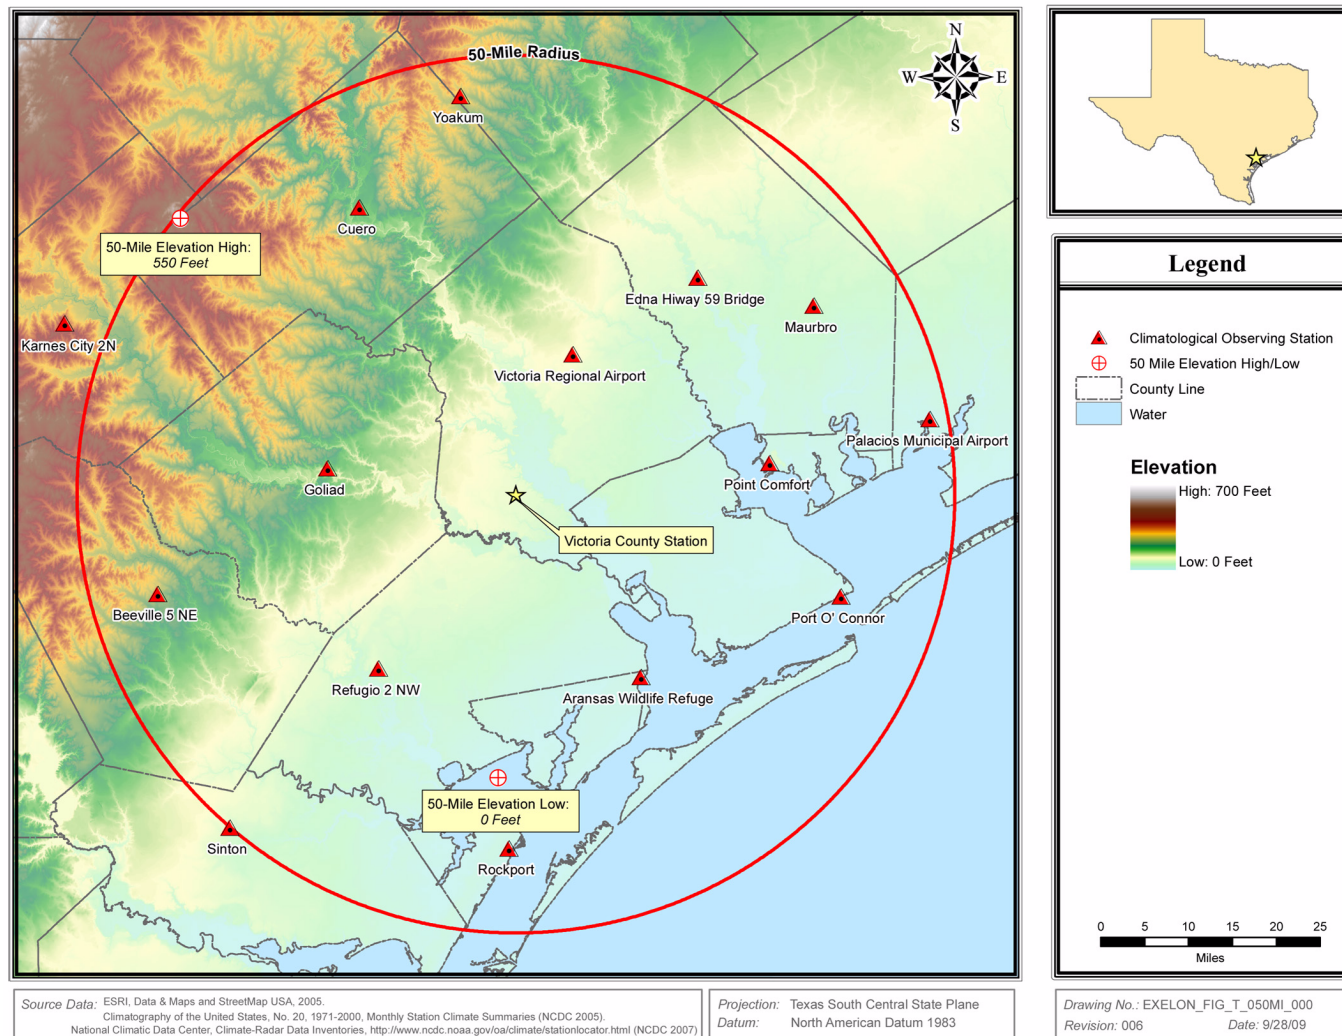 50-Mile Radius
N
W E
S
Yoakum
Cuero
50-Mile Elevation High:
550 Feet
Edna Hiway 59 Bridge
Maurbro
Karnes City 2N
Victoria Regional Airport
Palacios Municipal Airport
Goliad
Point Comfort
Victoria County Station
Beeville 5 NE
Port O' Connor
Refugio 2 NW
Aransas Wildlife Refuge
50-Mile Elevation Low:
0 Feet
Sinton
Rockport
Legend
Climatological Observing Station
50 Mile Elevation High/Low
County Line
Water
Elevation
High: 700 Feet
Low: 0 Feet
0 5 10 15 20 25
Miles
Source Data: ESRI, Data & Maps and StreetMap USA, 2005.
Climatography of the United States, No. 20, 1971-2000, Monthly Station Climate Summaries (NCDC 2005).
National Climatic Data Center, Climate-Radar Data Inventories, http://www.ncdc.noaa.gov/oa/climate/stationlocator.html (NCDC 2007)
Projection: Texas South Central State Plane
Datum: North American Datum 1983
Drawing No.: EXELON_FIG_T_050MI_000
Revision: 006 Date: 9/28/09